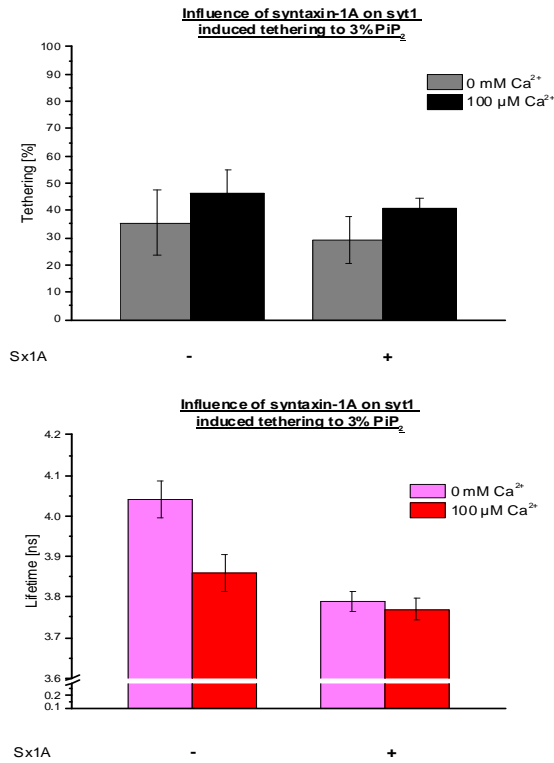 Influence of syntaxin-1A on syt1
induced tethering to 3% PiP₂
100
90
80
70
60
50
40
30
20
10
0
Tethering [%]
0 mM Ca²⁺
100 µM Ca²⁺
Sx1A - +
Influence of syntaxin-1A on syt1
induced tethering to 3% PiP₂
4.2
4.1
4.0
3.9
3.8
3.7
3.6
0.2
0.1
Lifetime [ns]
0 mM Ca²⁺
100 µM Ca²⁺
Sx1A - +